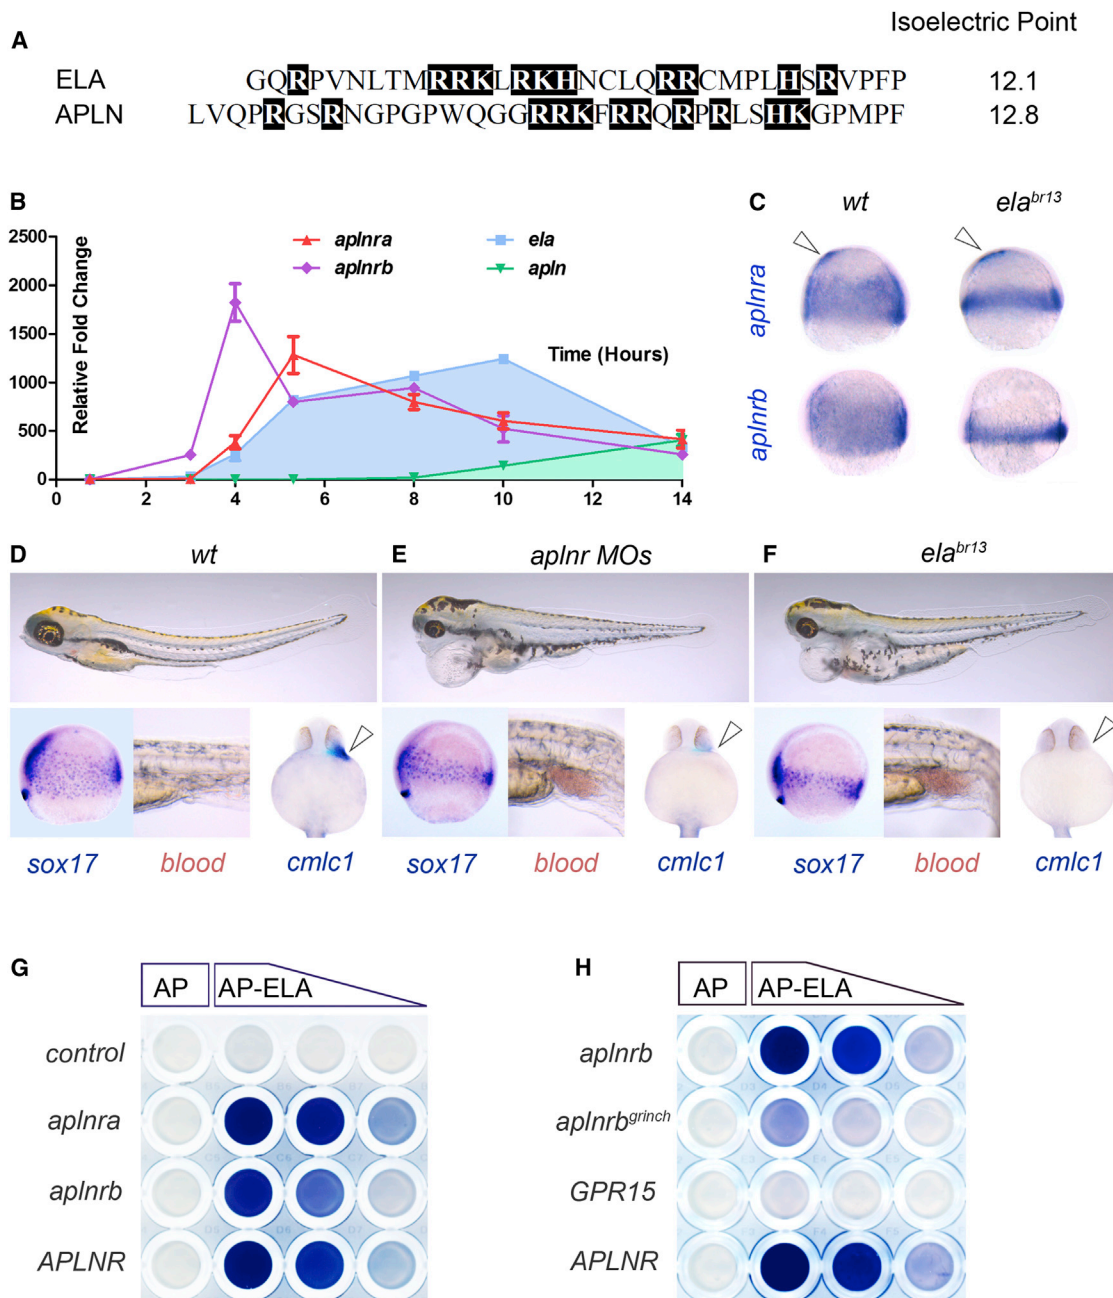 Isoelectric Point
A
ELA GQRPVNLTMRRKLRKHNCLQRRCMPLHSRVPFP 12.1
APLN LVQPRGSRNGPGPWQGGRRKFRRQRPRLSHKGPMPF 12.8
B
2500
2000
1500
1000
500
0
Relative Fold Change
aplnra
aplnrb
ela
apln
Time (Hours)
0 2 4 6 8 10 12 14
C
wt ela^br13
aplnra
aplnrb
D wt
E aplnr MOs
F ela^br13
sox17 blood cmlc1
sox17 blood cmlc1
sox17 blood cmlc1
G
AP AP-ELA
control
aplnra
aplnrb
APLNR
H
AP AP-ELA
aplnrb
aplnrb^grinch
GPR15
APLNR